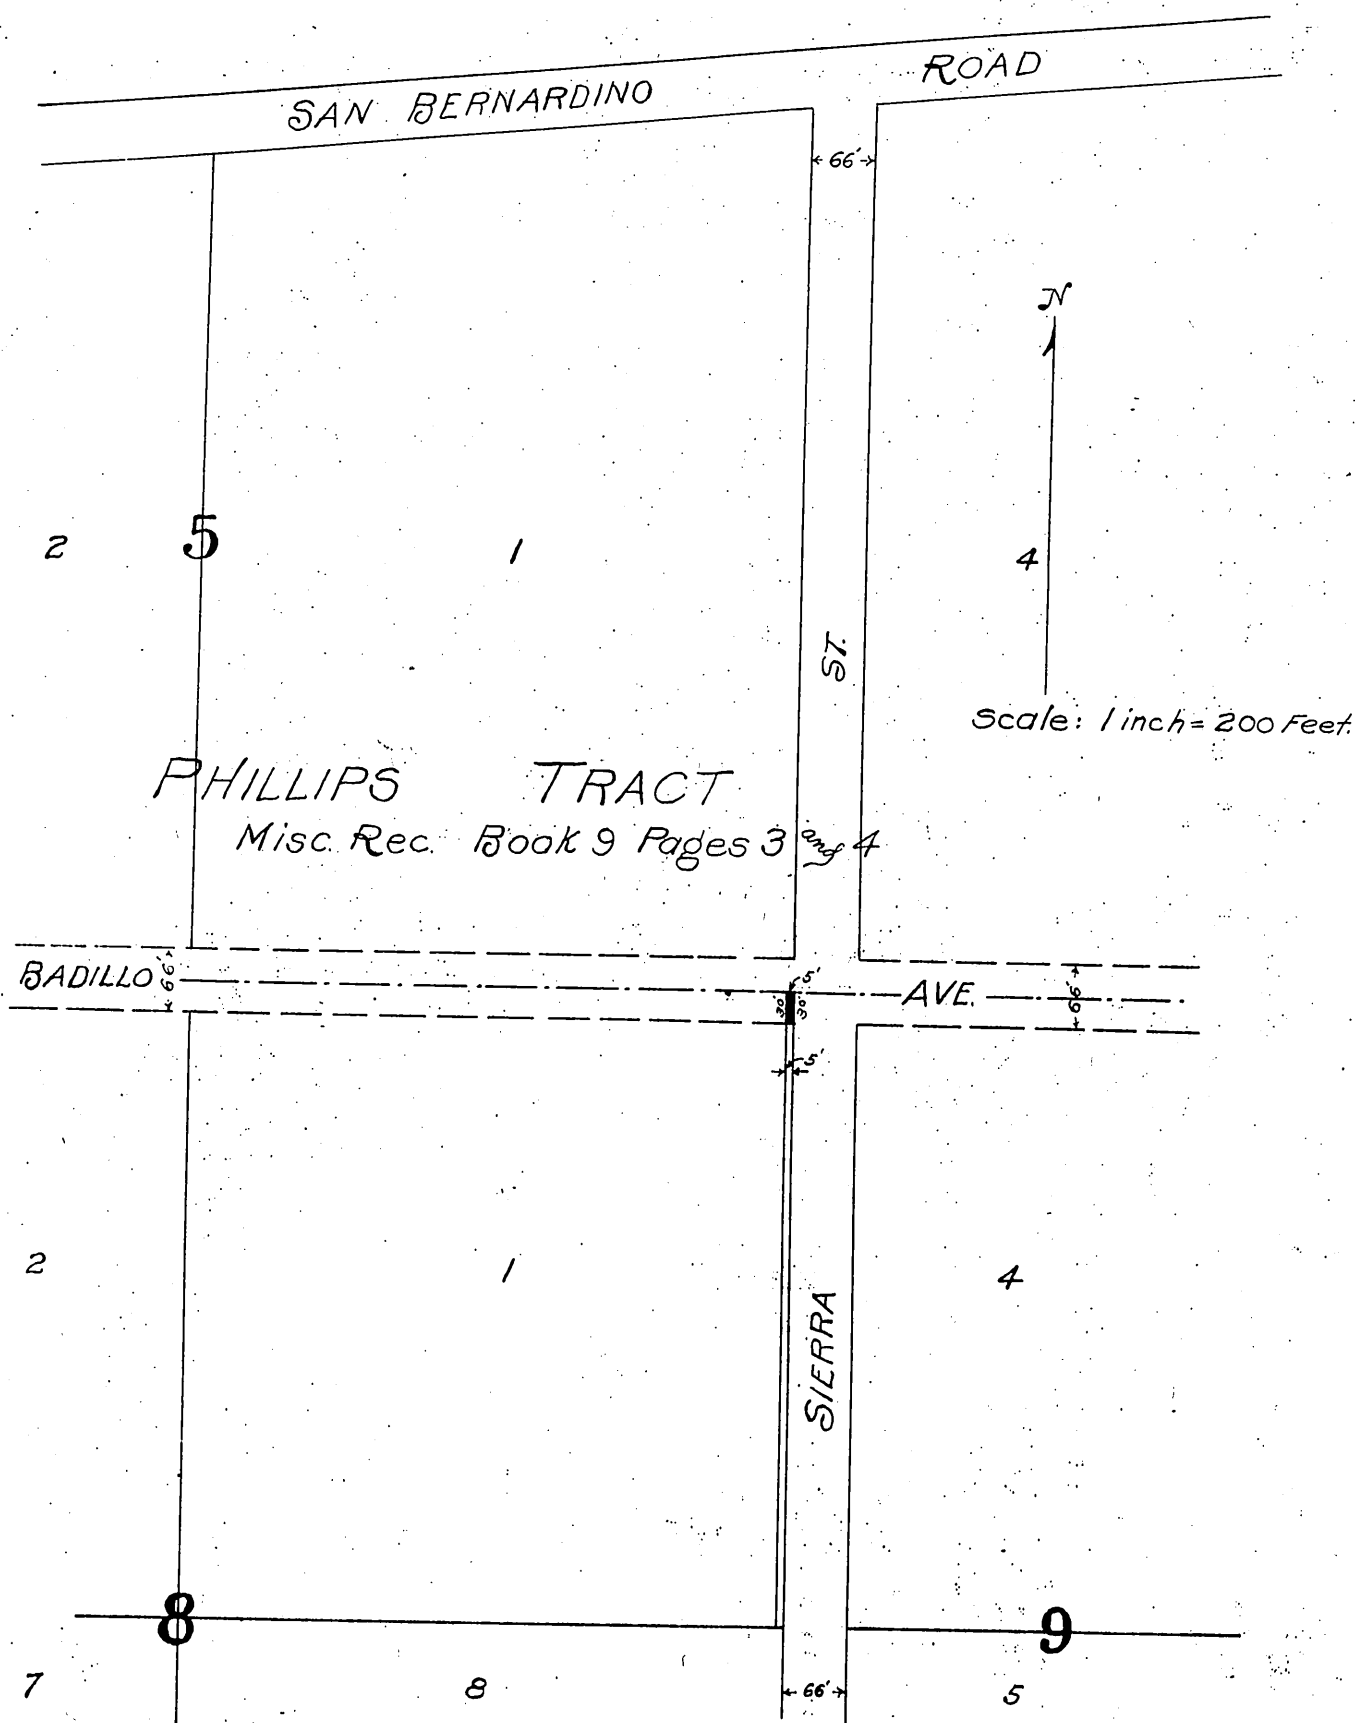 SAN BERNARDINO ROAD
66'
N
2 5 1 4
ST.
Scale: 1 inch = 200 Feet.
PHILLIPS TRACT
Misc. Rec. Book 9 Pages 3 and 4
BADILLO 66' AVE. 66'
5'
30' 30'
5'
2 1 4
SIERRA
8 9
7 8 66' 5